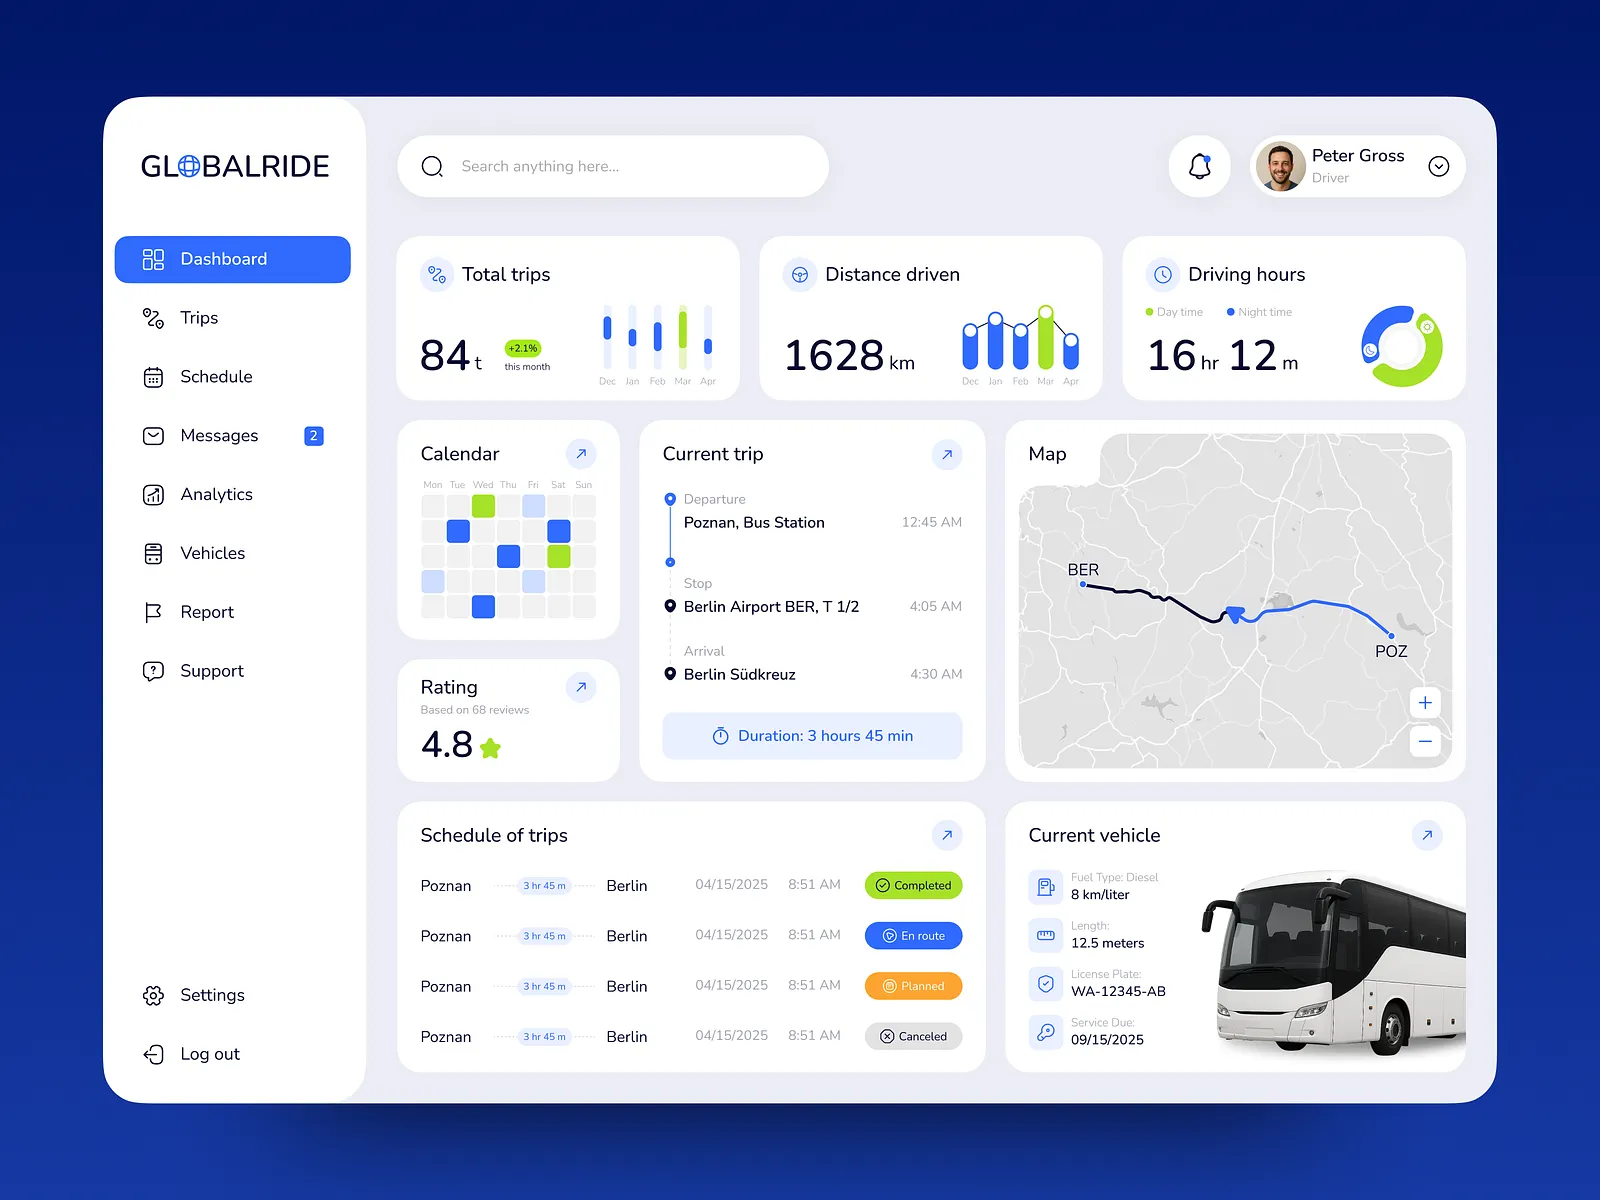 GLOBALRIDE
Search anything here...
Peter Gross
Driver
Dashboard
Trips
Schedule
Messages 2
Analytics
Vehicles
Report
Support
Settings
Log out
Total trips
84 t
+2.1%
this month
Dec Jan Feb Mar Apr
Distance driven
1628 km
Dec Jan Feb Mar Apr
Driving hours
Day time Night time
16 hr 12 m
Calendar
Mon Tue Wed Thu Fri Sat Sun
Rating
Based on 68 reviews
4.8
Current trip
Departure
Poznan, Bus Station 12:45 AM
Stop
Berlin Airport BER, T 1/2 4:05 AM
Arrival
Berlin Südkreuz 4:30 AM
Duration: 3 hours 45 min
Map
BER
POZ
+
−
Schedule of trips
Poznan 3 hr 45 m Berlin 04/15/2025 8:51 AM Completed
Poznan 3 hr 45 m Berlin 04/15/2025 8:51 AM En route
Poznan 3 hr 45 m Berlin 04/15/2025 8:51 AM Planned
Poznan 3 hr 45 m Berlin 04/15/2025 8:51 AM Canceled
Current vehicle
Fuel Type: Diesel
8 km/liter
Length:
12.5 meters
License Plate:
WA-12345-AB
Service Due:
09/15/2025